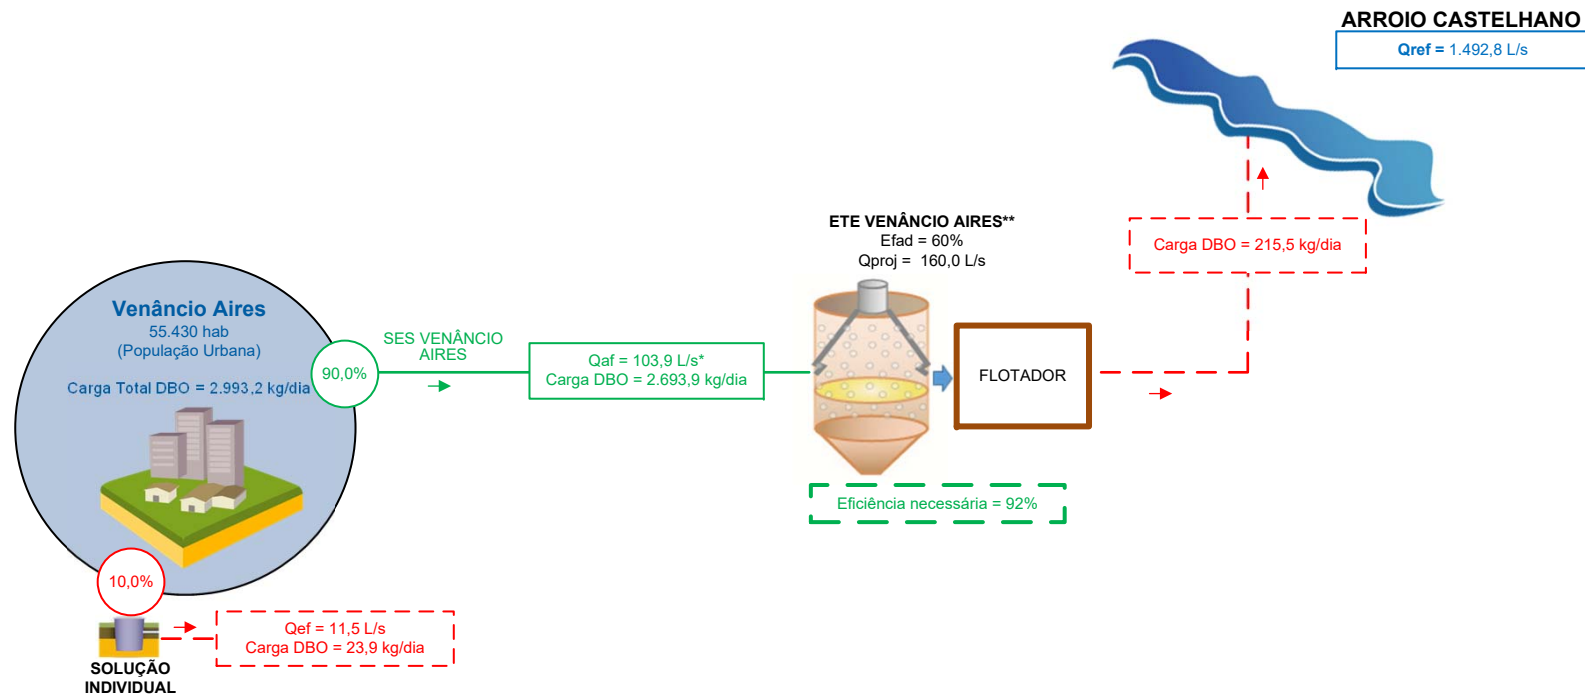 ARROIO CASTELHANO
Qref = 1.492,8 L/s
ETE VENÂNCIO AIRES**
Efad = 60%
Qproj = 160,0 L/s
Carga DBO = 215,5 kg/dia
Venâncio Aires
55.430 hab
(População Urbana)
Carga Total DBO = 2.993,2 kg/dia
90,0%
SES VENÂNCIO
AIRES
Qaf = 103,9 L/s*
Carga DBO = 2.693,9 kg/dia
FLOTADOR
Eficiência necessária = 92%
10,0%
Qef = 11,5 L/s
Carga DBO = 23,9 kg/dia
SOLUÇÃO
INDIVIDUAL